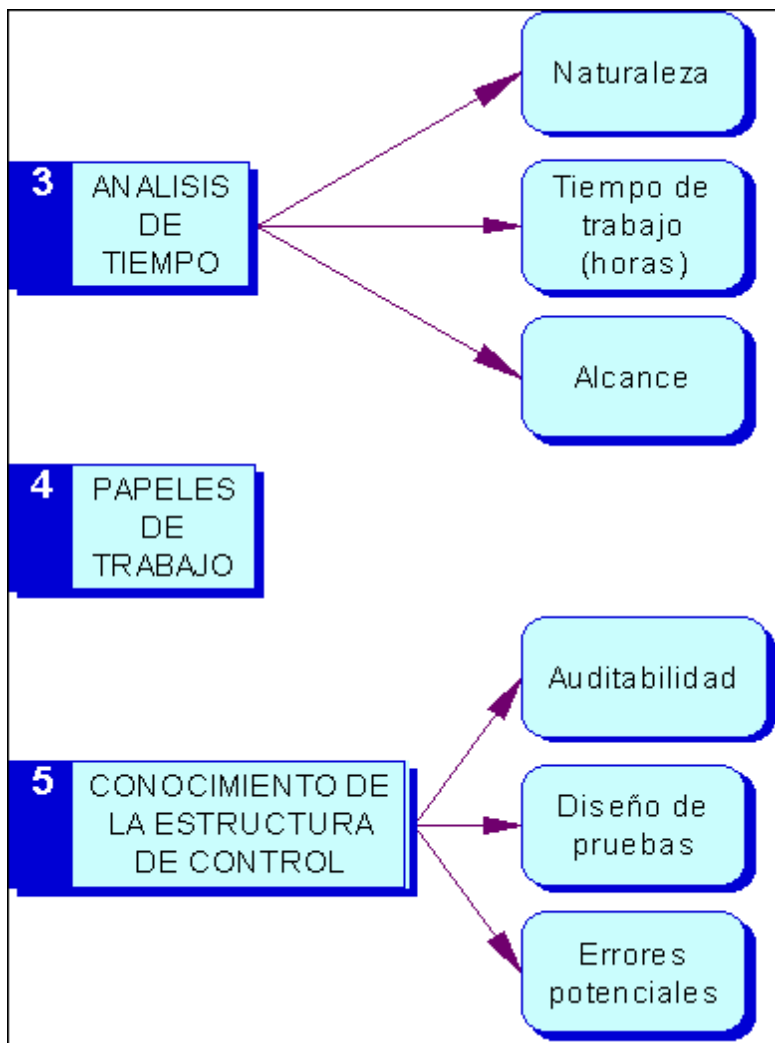 3
ANALISIS
DE
TIEMPO
Naturaleza
Tiempo de
trabajo
(horas)
Alcance
4
PAPELES
DE
TRABAJO
5
CONOCIMIENTO DE
LA ESTRUCTURA
DE CONTROL
Auditabilidad
Diseño de
pruebas
Errores
potenciales